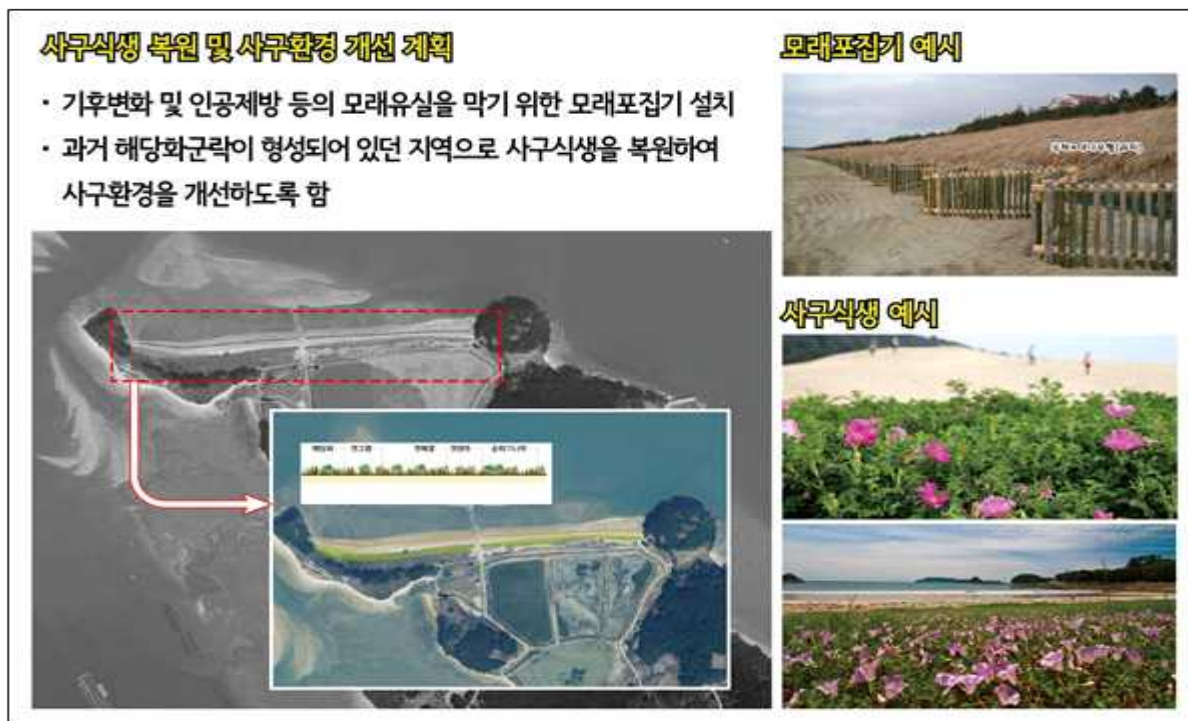 사구식생 복원 및 사구환경 개선 계획
· 기후변화 및 인공제방 등의 모래유실을 막기 위한 모래포집기 설치
· 과거 해당화군락이 형성되어 있던 지역으로 사구식생을 복원하여
사구환경을 개선하도록 함
모래포집기 예시
사구식생 예시
해당화